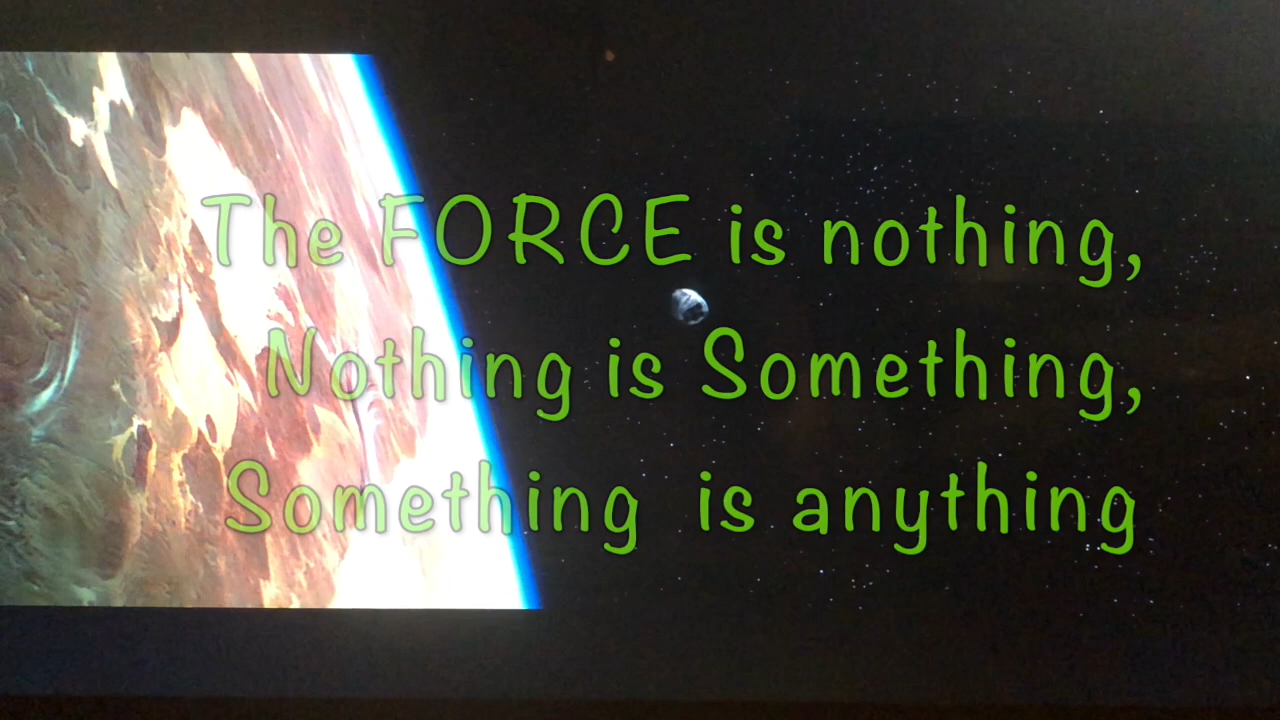 The FORCE is nothing,
Nothing is Something,
Something is anything